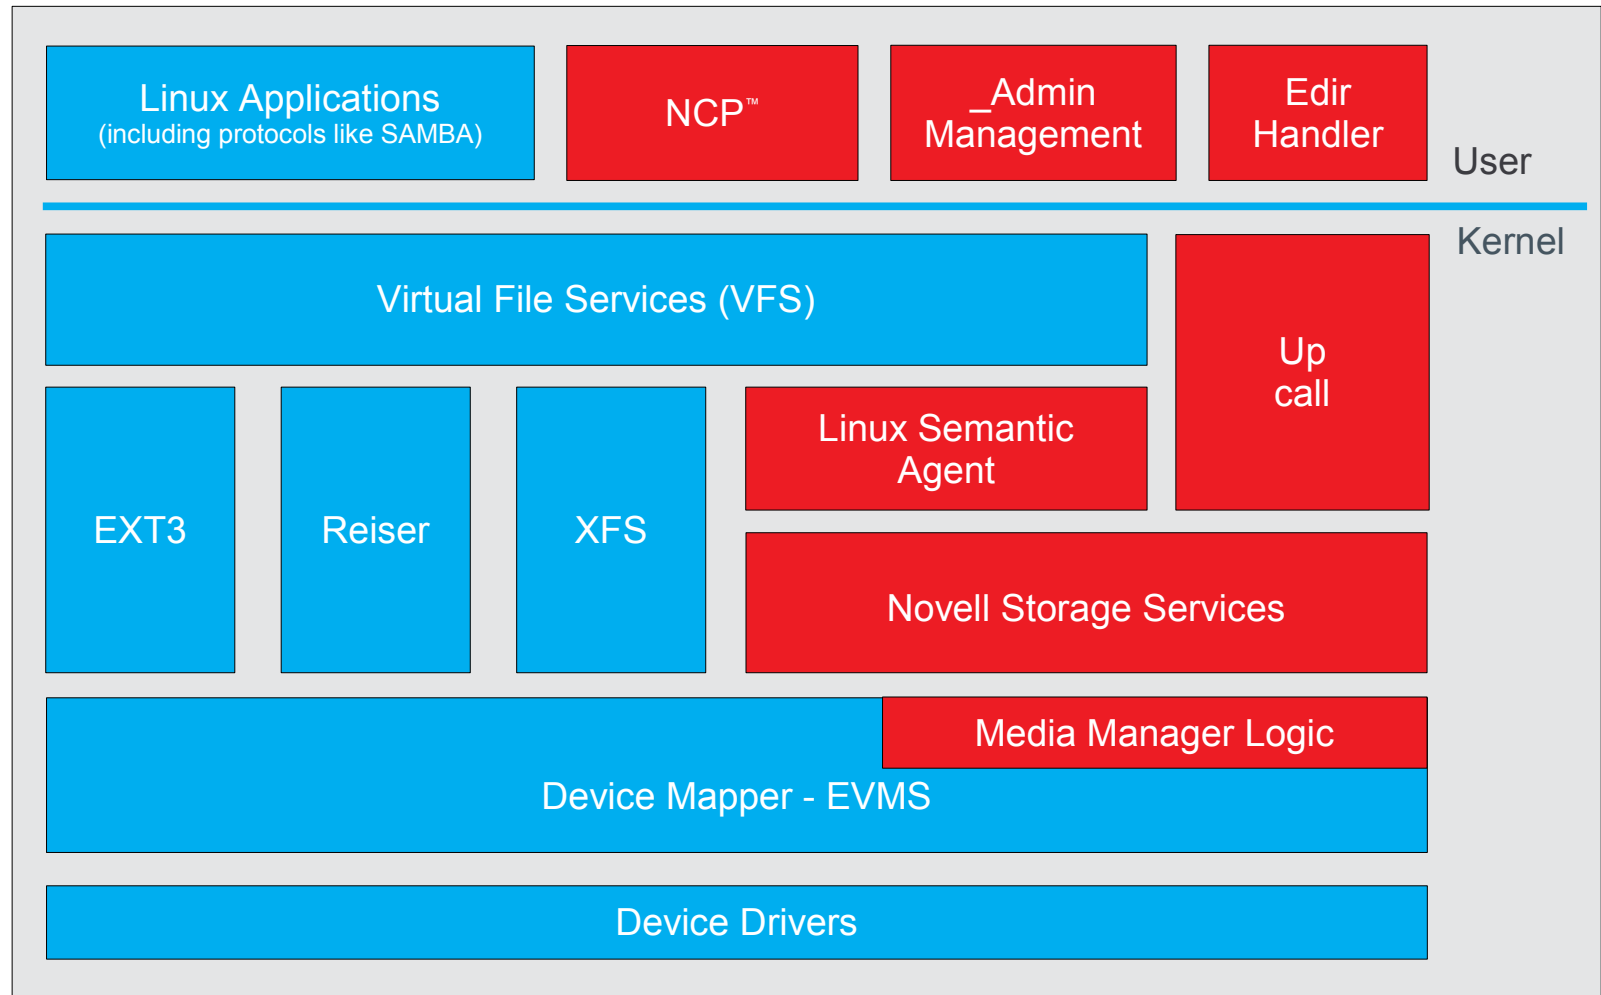 Linux Applications
(including protocols like SAMBA)
NCP™
_Admin
Management
Edir
Handler
User
Kernel
Virtual File Services (VFS)
Up
call
Linux Semantic
Agent
EXT3
Reiser
XFS
Novell Storage Services
Media Manager Logic
Device Mapper - EVMS
Device Drivers